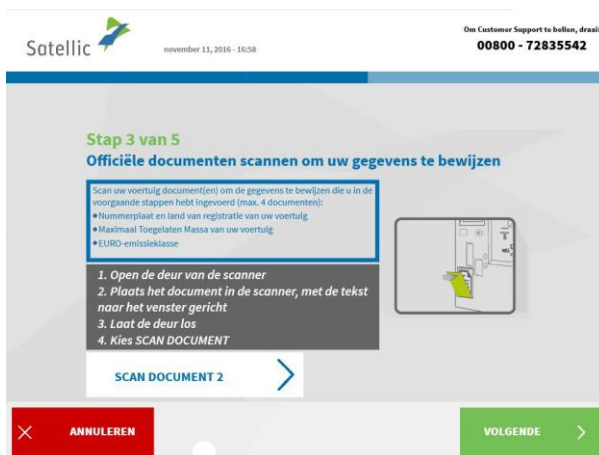 Satellic
november 11, 2016 - 16:58
Om Customer Support te bellen, draai
00800 - 72835542
Stap 3 van 5
Officiële documenten scannen om uw gegevens te bewijzen
Scan uw voertuig document(en) om de gegevens te bewijzen die u in de
voorgaande stappen hebt ingevoerd (max. 4 documenten):
•Nummerplaat en land van registratie van uw voertuig
•Maximaal Toegelaten Massa van uw voertuig
•EURO-emissieklasse
1. Open de deur van de scanner
2. Plaats het document in de scanner, met de tekst
naar het venster gericht
3. Laat de deur los
4. Kies SCAN DOCUMENT
SCAN DOCUMENT 2
ANNULEREN
VOLGENDE